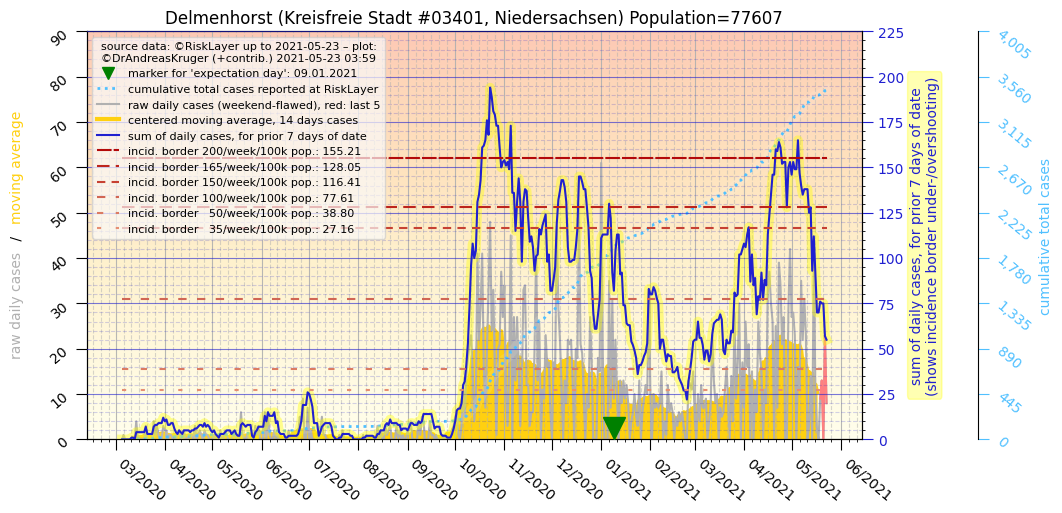 Delmenhorst (Kreisfreie Stadt #03401, Niedersachsen) Population=77607
source data: ©RiskLayer up to 2021-05-23 – plot:
©DrAndreasKruger (+contrib.) 2021-05-23 03:59
marker for 'expectation day': 09.01.2021
cumulative total cases reported at RiskLayer
raw daily cases (weekend-flawed), red: last 5
centered moving average, 14 days cases
sum of daily cases, for prior 7 days of date
incid. border 200/week/100k pop.: 155.21
incid. border 165/week/100k pop.: 128.05
incid. border 150/week/100k pop.: 116.41
incid. border 100/week/100k pop.: 77.61
incid. border   50/week/100k pop.: 38.80
incid. border   35/week/100k pop.: 27.16
raw daily cases / moving average
90
80
70
60
50
40
30
20
10
0
225
200
175
150
125
100
75
50
25
0
sum of daily cases, for prior 7 days of date
(shows incidence border under-/overshooting)
4,005
3,560
3,115
2,670
2,225
1,780
1,335
890
445
0
cumulative total cases
03/2020
04/2020
05/2020
06/2020
07/2020
08/2020
09/2020
10/2020
11/2020
12/2020
01/2021
02/2021
03/2021
04/2021
05/2021
06/2021